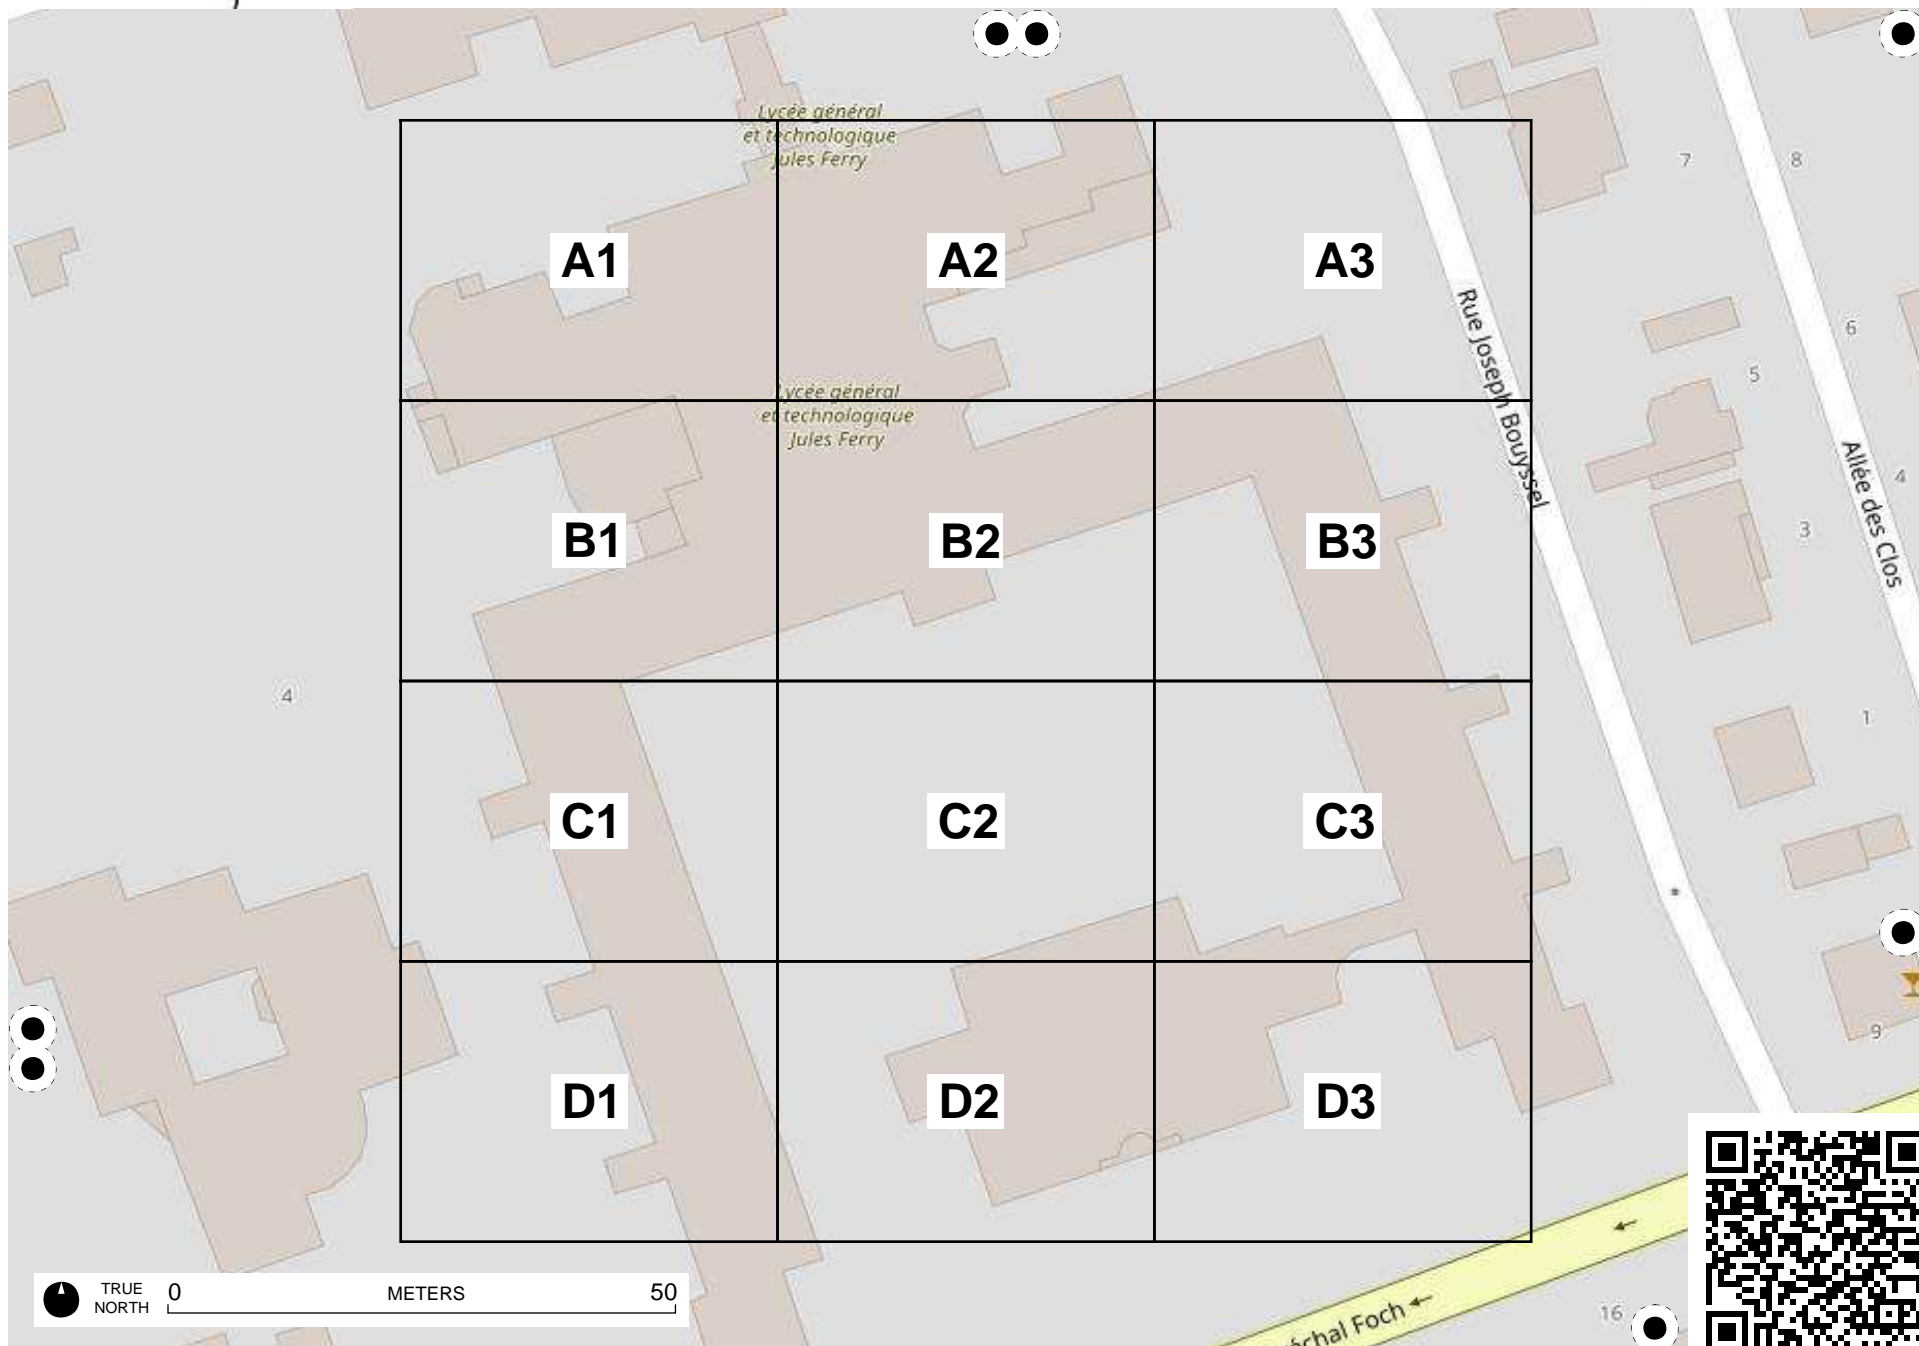 Lycée général
et technologique
Jules Ferry
A1
A2
A3
7
8
6
5
Rue Joseph Bouyssel
Lycée général
et technologique
Jules Ferry
B1
B2
B3
Allée des Clos
4
3
4
1
C1
C2
C3
9
D1
D2
D3
TRUE
NORTH
0
METERS
50
échal Foch
16